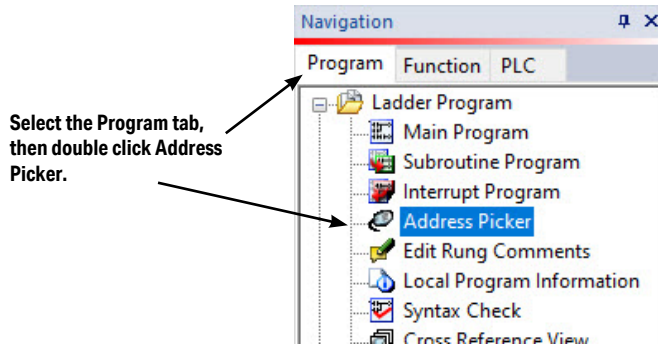 Navigation
Program Function PLC
Ladder Program
Select the Program tab,
then double click Address
Picker.
Main Program
Subroutine Program
Interrupt Program
Address Picker
Edit Rung Comments
Local Program Information
Syntax Check
Cross Reference View